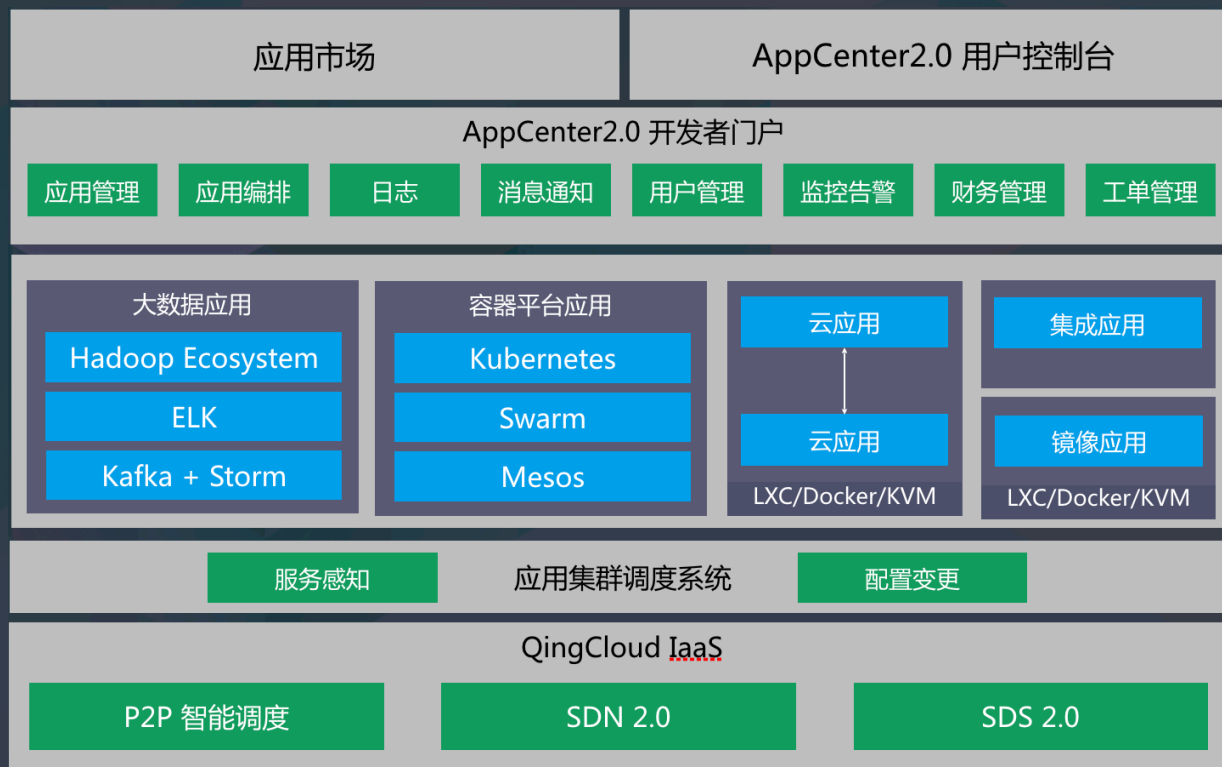 应用市场
AppCenter2.0 用户控制台
AppCenter2.0 开发者门户
应用管理
应用编排
日志
消息通知
用户管理
监控告警
财务管理
工单管理
大数据应用
Hadoop Ecosystem
ELK
Kafka + Storm
容器平台应用
Kubernetes
Swarm
Mesos
云应用
云应用
LXC/Docker/KVM
集成应用
镜像应用
LXC/Docker/KVM
服务感知
应用集群调度系统
配置变更
QingCloud IaaS
P2P 智能调度
SDN 2.0
SDS 2.0